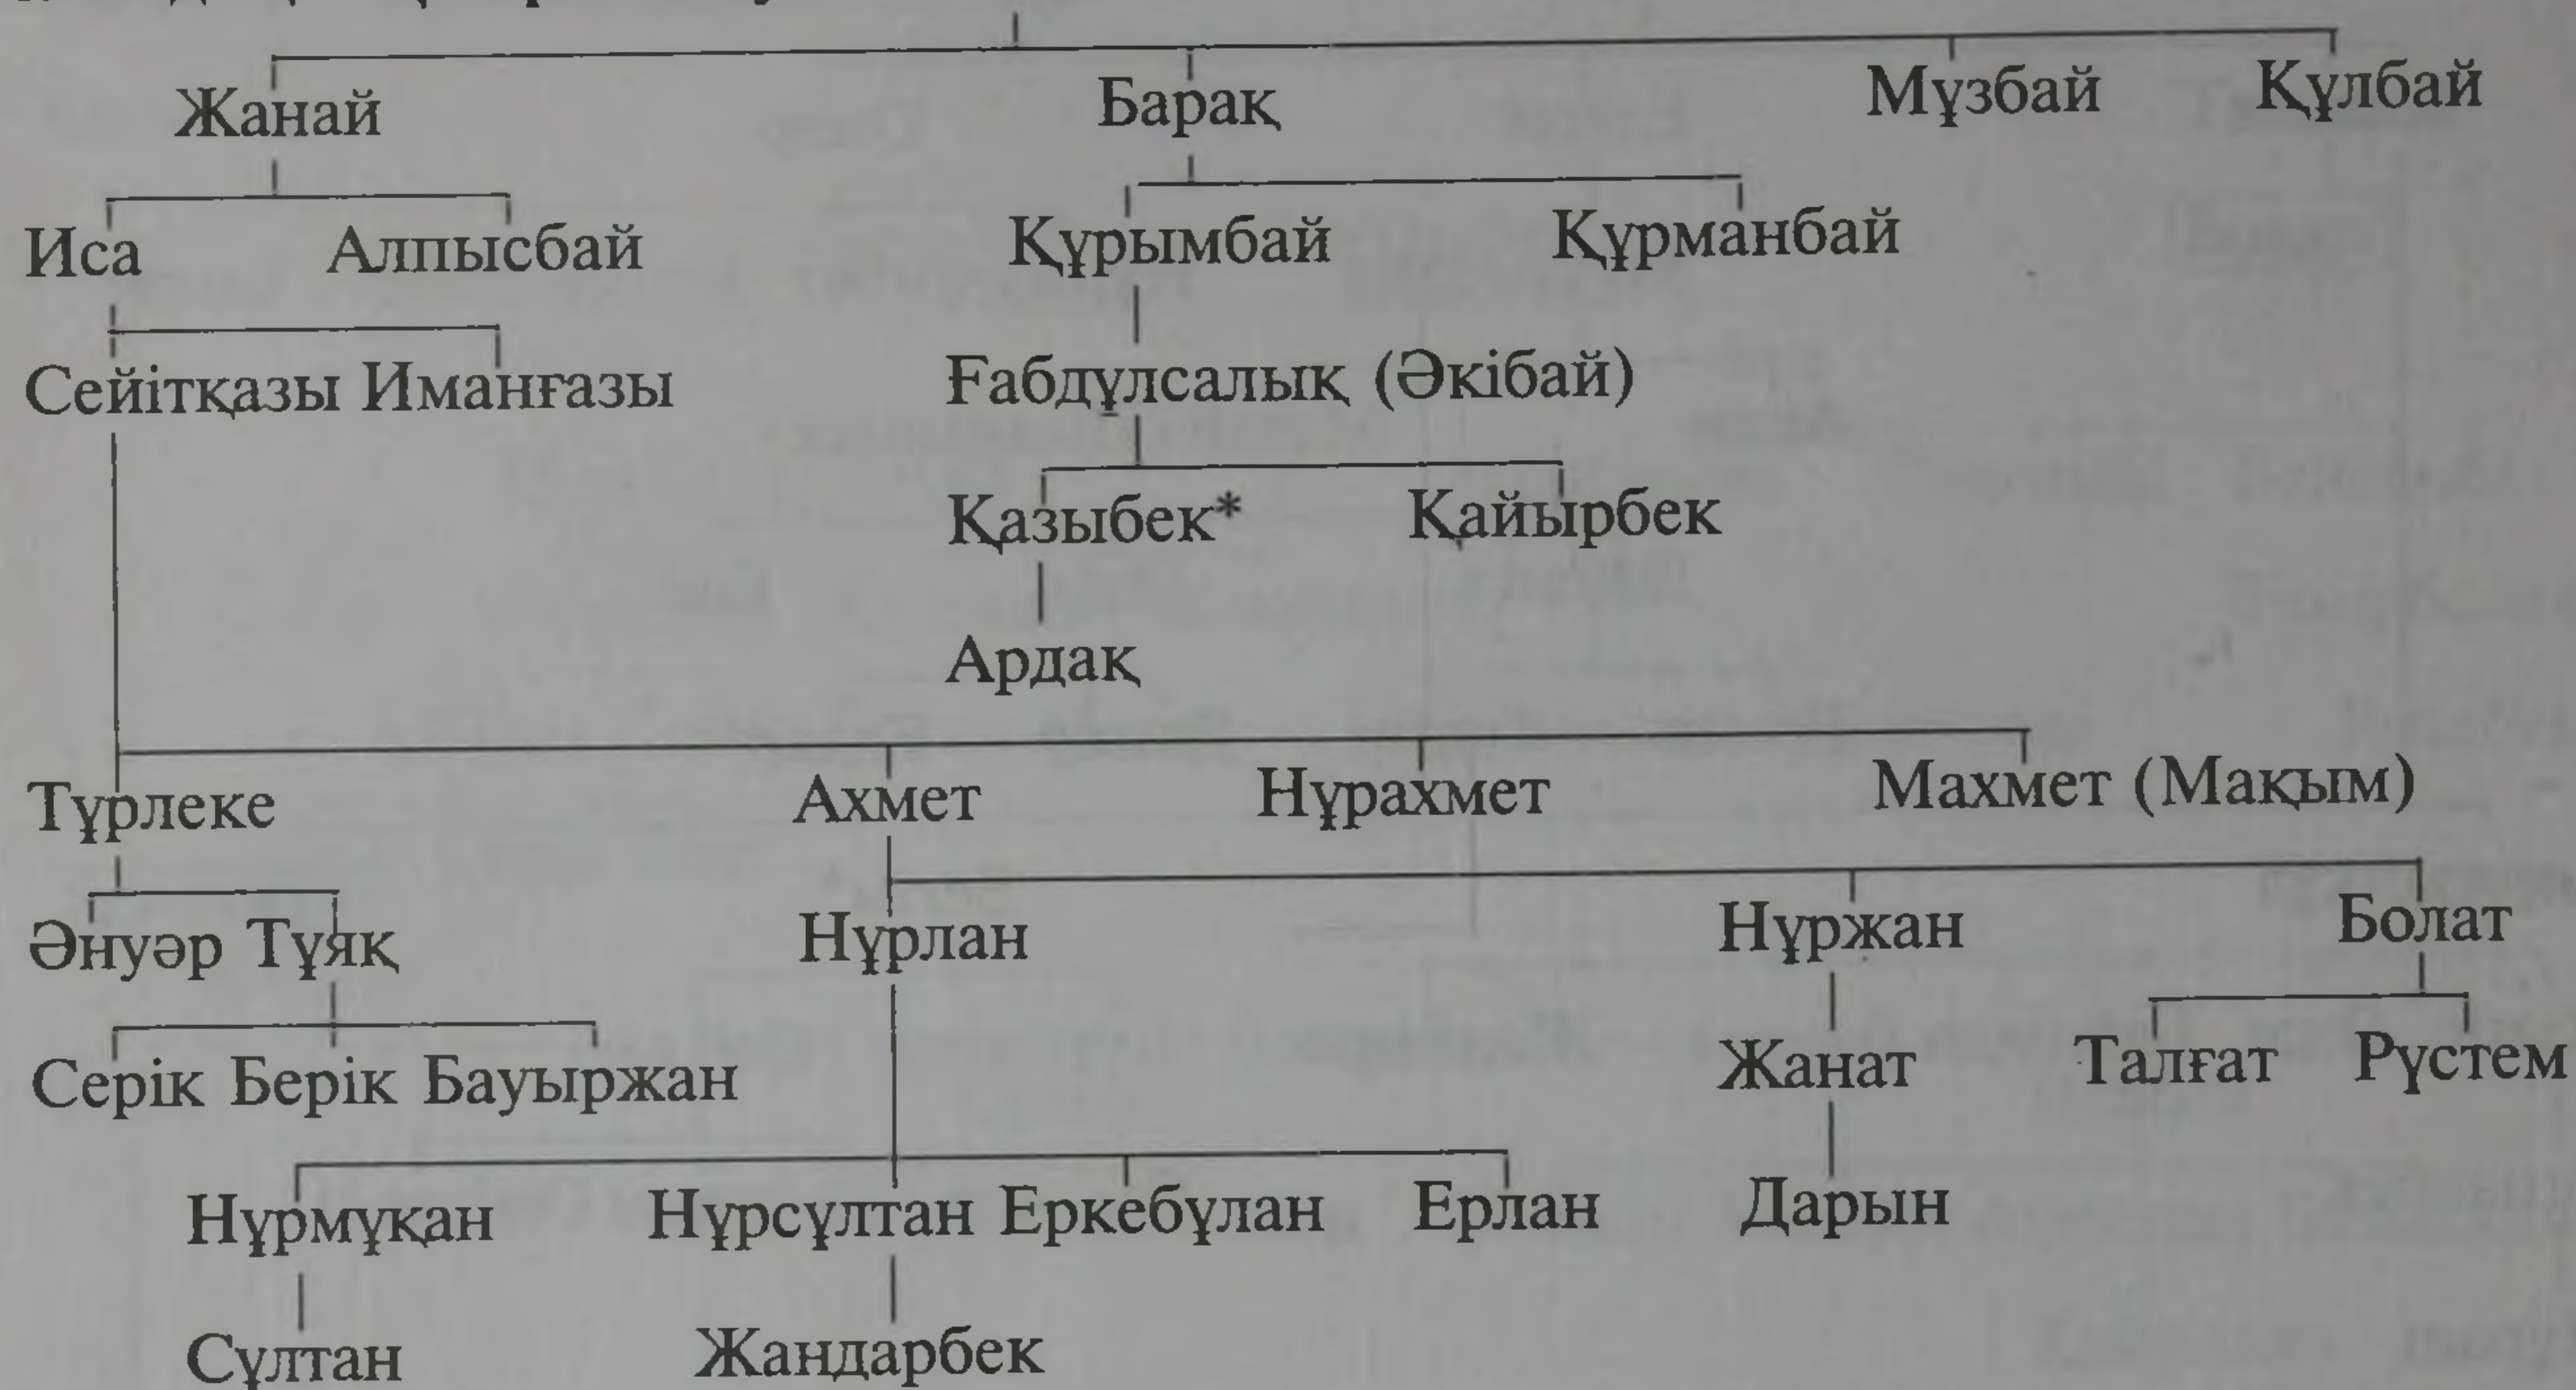 Жанай Барақ Мұзбай Құлбай
Иса Алпысбай Құрымбай Құрманбай
Сейітқазы Иманғазы Ғабдұлсалық (Әкібай)
Қазыбек* Қайырбек
Ардақ
Тұрлеке Ахмет Нұрахмет Махмет (Мақым)
Әнуәр Тұяқ Нұрлан Нұржан Болат
Серік Берік Бауыржан Жанат Талғат Рүстем
Нұрмұқан Нұрсұлтан Еркебұлан Ерлан Дарын
Сұлтан Жандарбек